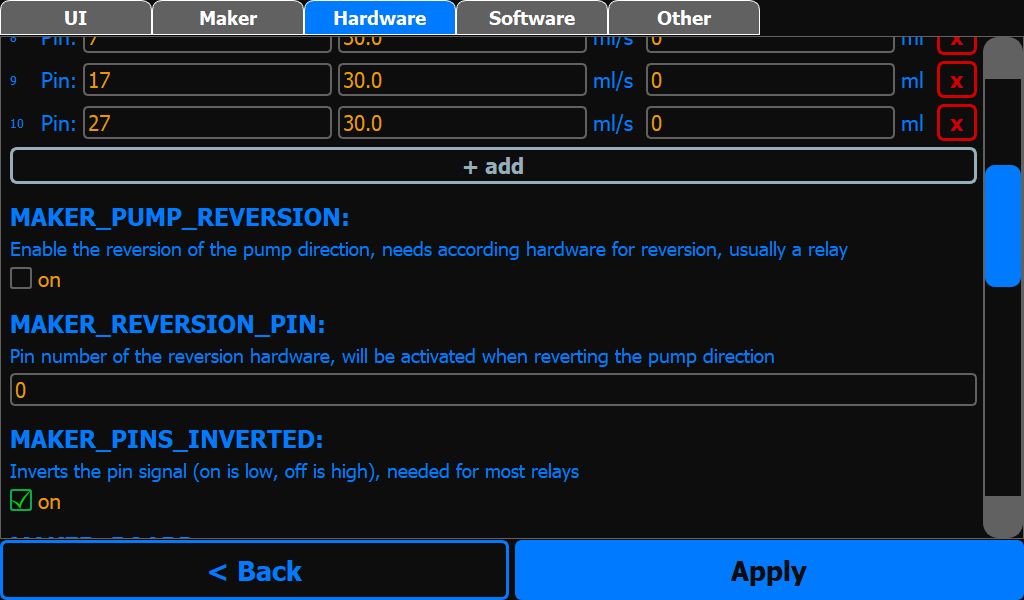 UI Maker Hardware Software Other
8 Pin: 7 30.0 ml/s 0 ml x
9 Pin: 17 30.0 ml/s 0 ml x
10 Pin: 27 30.0 ml/s 0 ml x
+ add
MAKER_PUMP_REVERSION:
Enable the reversion of the pump direction, needs according hardware for reversion, usually a relay
on
MAKER_REVERSION_PIN:
Pin number of the reversion hardware, will be activated when reverting the pump direction
0
MAKER_PINS_INVERTED:
Inverts the pin signal (on is low, off is high), needed for most relays
on
< Back Apply